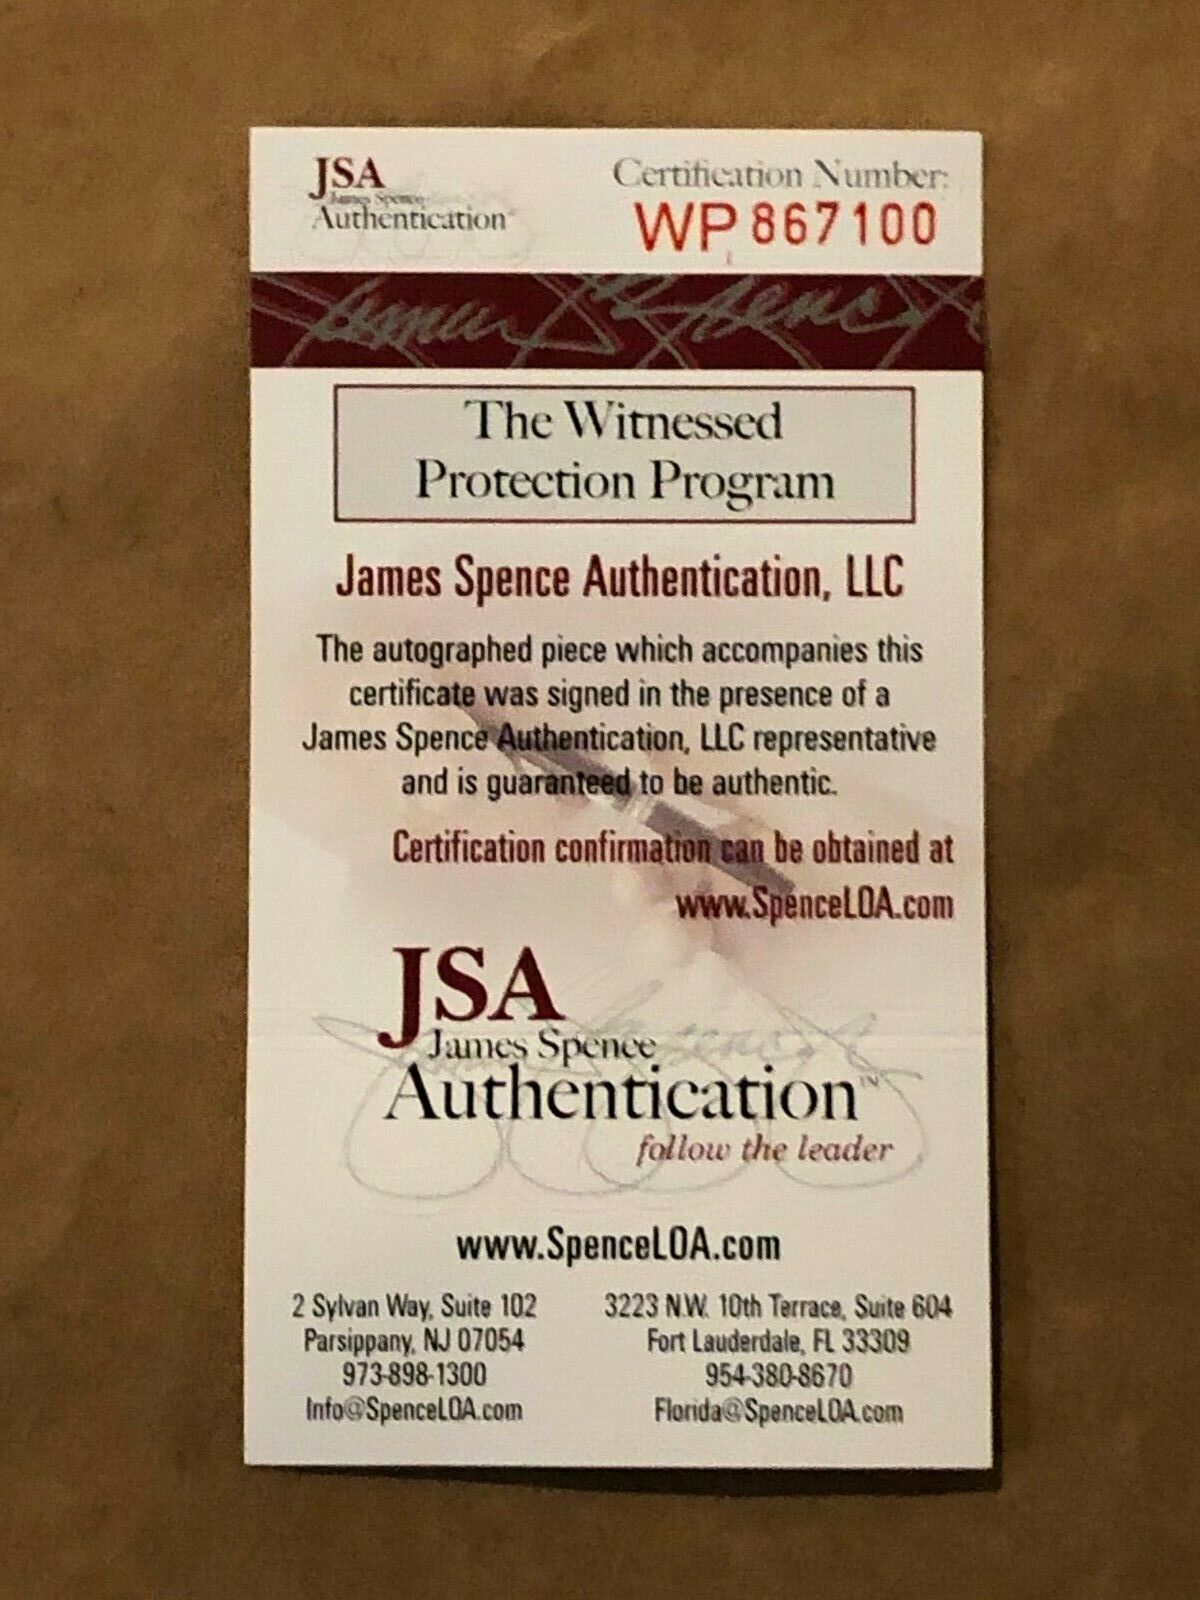 JSA
James Spence
Authentication
Certification Number:
WP 867100
James Spence Jr
The Witnessed
Protection Program
James Spence Authentication, LLC
The autographed piece which accompanies this
certificate was signed in the presence of a
James Spence Authentication, LLC representative
and is guaranteed to be authentic.
Certification confirmation can be obtained at
www.SpenceLOA.com
JSA
James Spence
Authentication™
follow the leader
www.SpenceLOA.com
2 Sylvan Way, Suite 102
Parsippany, NJ 07054
973-898-1300
Info@SpenceLOA.com
3223 N.W. 10th Terrace, Suite 604
Fort Lauderdale, FL 33309
954-380-8670
Florida@SpenceLOA.com